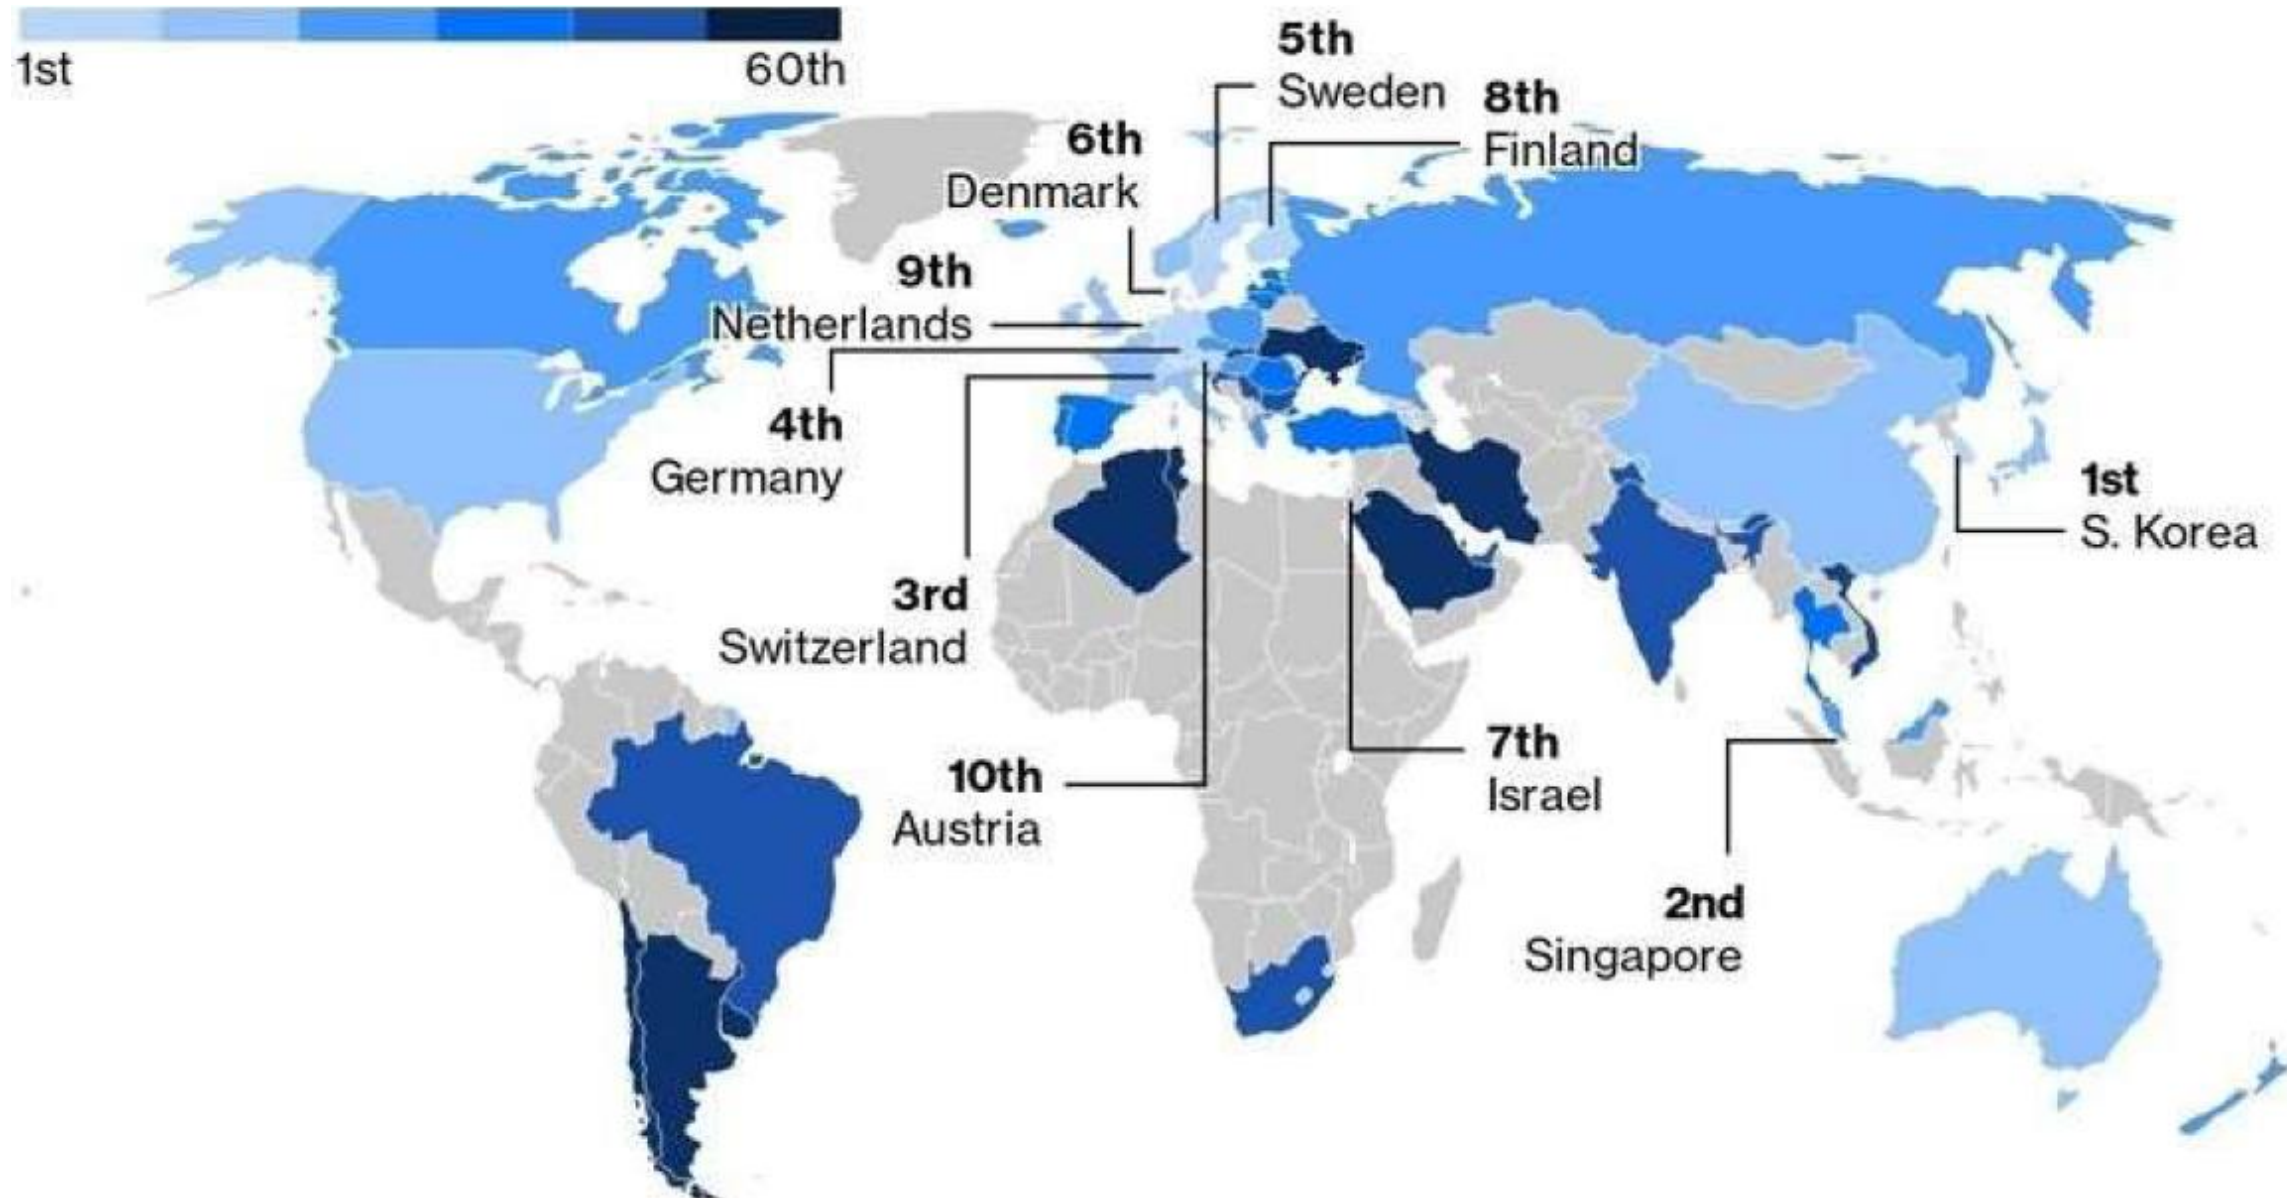 1st
60th
5th
Sweden
8th
Finland
6th
Denmark
9th
Netherlands
4th
Germany
1st
S. Korea
3rd
Switzerland
7th
Israel
10th
Austria
2nd
Singapore